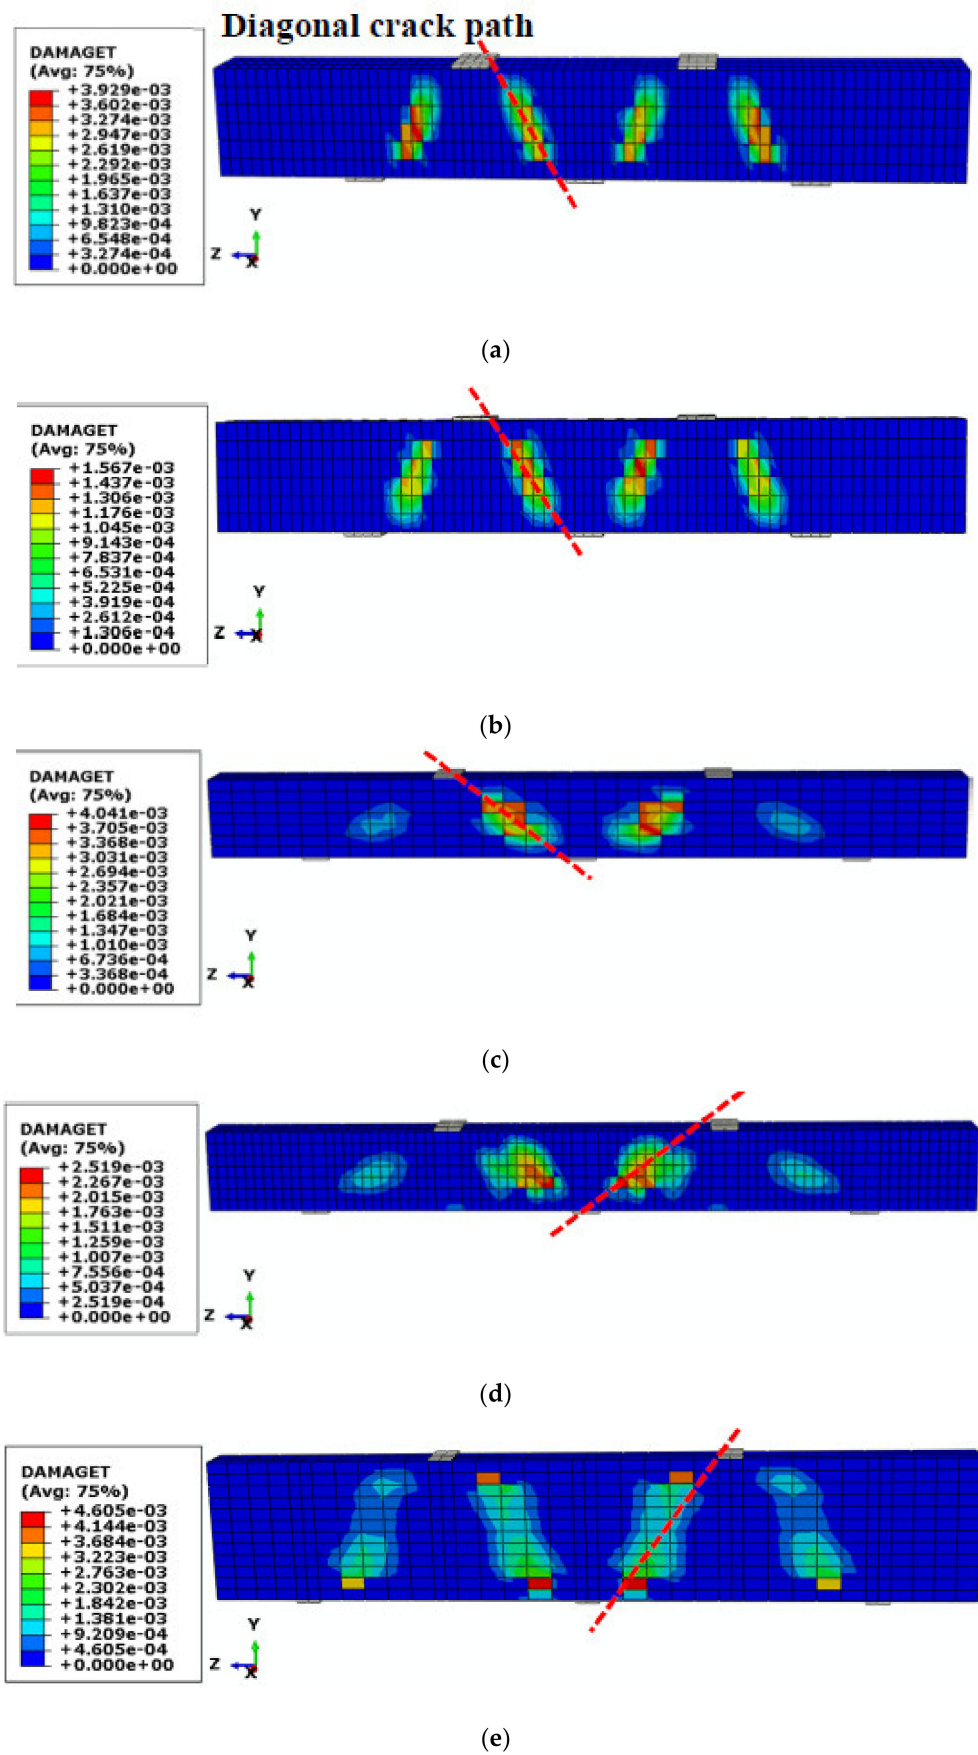 Diagonal crack path
DAMAGET
(Avg: 75%)
+3.929e-03
+3.602e-03
+3.274e-03
+2.947e-03
+2.619e-03
+2.292e-03
+1.965e-03
+1.637e-03
+1.310e-03
+9.823e-04
+6.548e-04
+3.274e-04
+0.000e+00
Y
Z
X
(a)
DAMAGET
(Avg: 75%)
+1.567e-03
+1.437e-03
+1.306e-03
+1.176e-03
+1.045e-03
+9.143e-04
+7.837e-04
+6.531e-04
+5.225e-04
+3.919e-04
+2.612e-04
+1.306e-04
+0.000e+00
Y
Z
X
(b)
DAMAGET
(Avg: 75%)
+4.041e-03
+3.705e-03
+3.368e-03
+3.031e-03
+2.694e-03
+2.357e-03
+2.021e-03
+1.684e-03
+1.347e-03
+1.010e-03
+6.736e-04
+3.368e-04
+0.000e+00
Y
Z
X
(c)
DAMAGET
(Avg: 75%)
+2.519e-03
+2.267e-03
+2.015e-03
+1.763e-03
+1.511e-03
+1.259e-03
+1.007e-03
+7.556e-04
+5.037e-04
+2.519e-04
+0.000e+00
Y
Z
X
(d)
DAMAGET
(Avg: 75%)
+4.605e-03
+4.144e-03
+3.684e-03
+3.223e-03
+2.763e-03
+2.302e-03
+1.842e-03
+1.381e-03
+9.209e-04
+4.605e-04
+0.000e+00
Y
Z
X
(e)